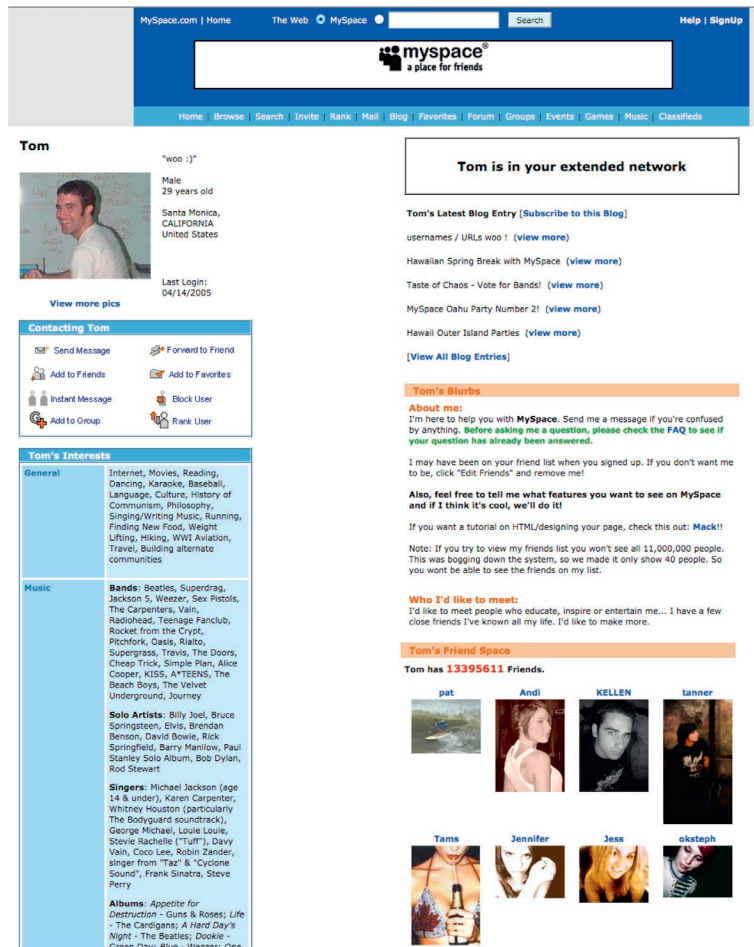 MySpace.com | Home
The Web MySpace
Search
Help | SignUp
myspace®
a place for friends
Home | Browse | Search | Invite | Rank | Mail | Blog | Favorites | Forum | Groups | Events | Games | Music | Classifieds
Tom
"woo :)"
Male
29 years old
Santa Monica,
CALIFORNIA
United States
Last Login:
04/14/2005
View more pics
Contacting Tom
Send Message
Forward to Friend
Add to Friends
Add to Favorites
Instant Message
Block User
Add to Group
Rank User
Tom's Interests
General
Internet, Movies, Reading,
Dancing, Karaoke, Baseball,
Language, Culture, History of
Communism, Philosophy,
Singing/Writing Music, Running,
Finding New Food, Weight
Lifting, Hiking, WWI Aviation,
Travel, Building alternate
communities
Music
Bands: Beatles, Superdrag,
Jackson 5, Weezer, Sex Pistols,
The Carpenters, Vain,
Radiohead, Teenage Fanclub,
Rocket from the Crypt,
Pitchfork, Oasis, Rialto,
Supergrass, Travis, The Doors,
Cheap Trick, Simple Plan, Alice
Cooper, KISS, A*TEENS, The
Beach Boys, The Velvet
Underground, Journey
Solo Artists: Billy Joel, Bruce
Springsteen, Elvis, Brendan
Benson, David Bowie, Rick
Springfield, Barry Manilow, Paul
Stanley Solo Album, Bob Dylan,
Rod Stewart
Singers: Michael Jackson (age
14 & under), Karen Carpenter,
Whitney Houston (particularly
The Bodyguard soundtrack),
George Michael, Louie Louie,
Stevie Rachelle ("Tuff"), Davy
Vain, Coco Lee, Robin Zander,
singer from "Taz" & "Cyclone
Sound", Frank Sinatra, Steve
Perry
Albums: Appetite for
Destruction - Guns & Roses; Life
- The Cardigans; A Hard Day's
Night - The Beatles; Dookie -
Green Day; Blue - Weezer; One
Tom is in your extended network
Tom's Latest Blog Entry [Subscribe to this Blog]
usernames / URLs woo ! (view more)
Hawaiian Spring Break with MySpace (view more)
Taste of Chaos - Vote for Bands! (view more)
MySpace Oahu Party Number 2! (view more)
Hawaii Outer Island Parties (view more)
[View All Blog Entries]
Tom's Blurbs
About me:
I'm here to help you with MySpace. Send me a message if you're confused
by anything. Before asking me a question, please check the FAQ to see if
your question has already been answered.
I may have been on your friend list when you signed up. If you don't want me
to be, click "Edit Friends" and remove me!
Also, feel free to tell me what features you want to see on MySpace
and if I think it's cool, we'll do it!
If you want a tutorial on HTML/designing your page, check this out: Mack!!
Note: If you try to view my friends list you won't see all 11,000,000 people.
This was bogging down the system, so we made it only show 40 people. So
you wont be able to see the friends on my list.
Who I'd like to meet:
I'd like to meet people who educate, inspire or entertain me... I have a few
close friends I've known all my life. I'd like to make more.
Tom's Friend Space
Tom has 13395611 Friends.
pat
Andi
KELLEN
tanner
Tams
Jennifer
Jess
oksteph